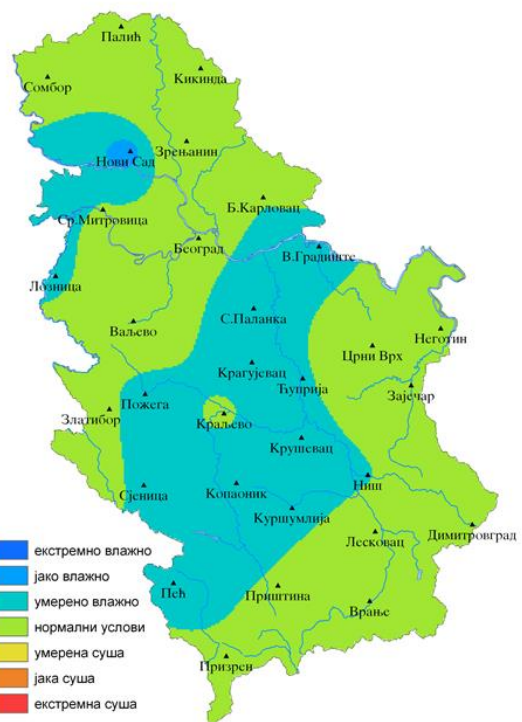 Палић
Кикинда
Сомбор
Зрењанин
Нови Сад
Б.Карловац
Ср.Митровица
Београд
В.Градиште
Лозница
С.Паланка
Ваљево
Неготин
Црни Врх
Крагујевац
Ћуприја
Зајечар
Пожега
Златибор
Краљево
Крушевац
Ниш
Сјеница
Копаоник
Куршумлија
Лесковац
Димитровград
Пећ
Приштина
Врање
Призрен
екстремно влажно
јако влажно
умерено влажно
нормални услови
умерена суша
јака суша
екстремна суша